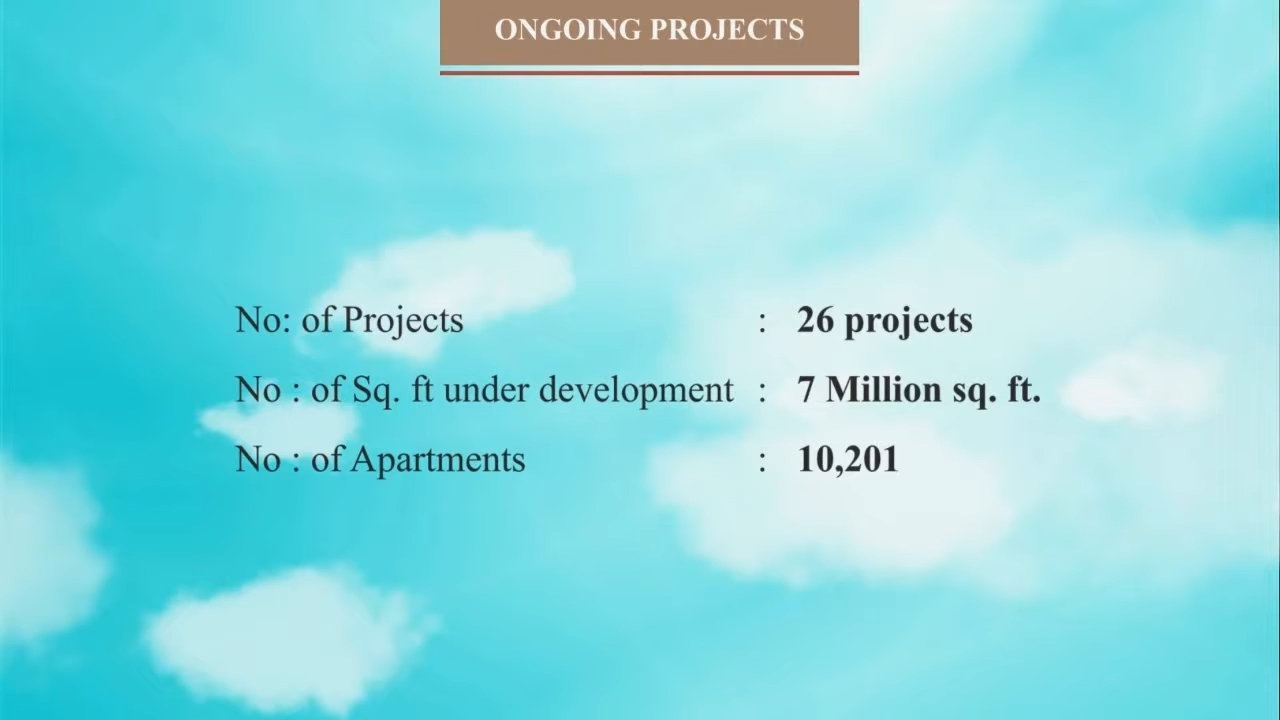 ONGOING PROJECTS
No: of Projects : 26 projects
No : of Sq. ft under development : 7 Million sq. ft.
No : of Apartments : 10,201